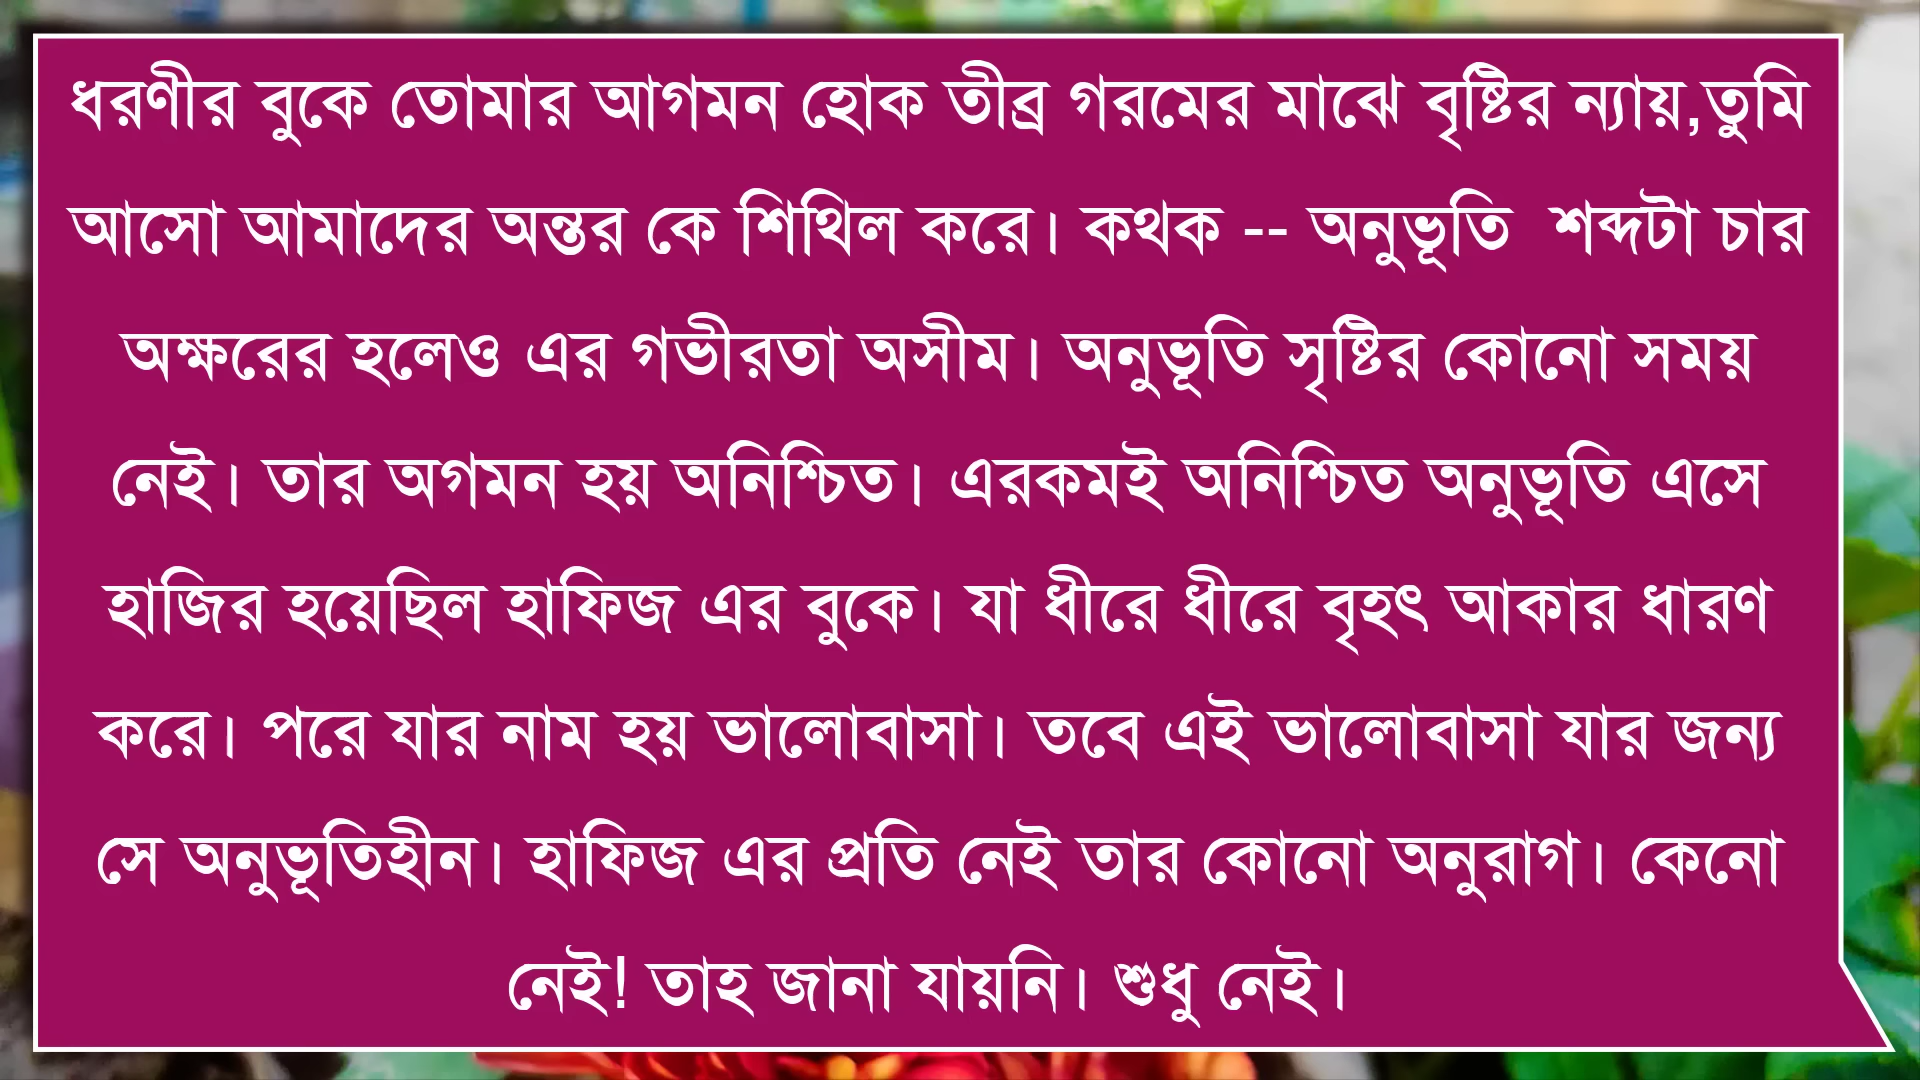 ধরণীর বুকে তোমার আগমন হোক তীব্র গরমের মাঝে বৃষ্টির ন্যায়,তুমি
আসো আমাদের অন্তর কে শিথিল করে। কথক -- অনুভূতি  শব্দটা চার
অক্ষরের হলেও এর গভীরতা অসীম। অনুভূতি সৃষ্টির কোনো সময়
নেই। তার অগমন হয় অনিশ্চিত। এরকমই অনিশ্চিত অনুভূতি এসে
হাজির হয়েছিল হাফিজ এর বুকে। যা ধীরে ধীরে বৃহৎ আকার ধারণ
করে। পরে যার নাম হয় ভালোবাসা। তবে এই ভালোবাসা যার জন্য
সে অনুভূতিহীন। হাফিজ এর প্রতি নেই তার কোনো অনুরাগ। কেনো
নেই! তাহ জানা যায়নি। শুধু নেই।